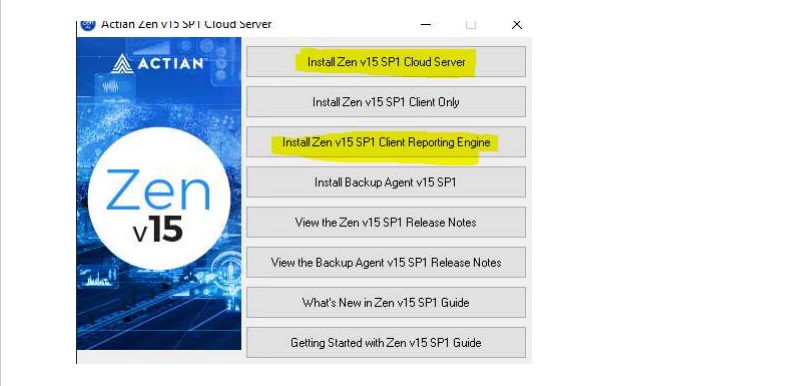 Actian Zen v15 SP1 Cloud Server
ACTIAN
Zen
v15
Install Zen v15 SP1 Cloud Server
Install Zen v15 SP1 Client Only
Install Zen v15 SP1 Client Reporting Engine
Install Backup Agent v15 SP1
View the Zen v15 SP1 Release Notes
View the Backup Agent v15 SP1 Release Notes
What's New in Zen v15 SP1 Guide
Getting Started with Zen v15 SP1 Guide